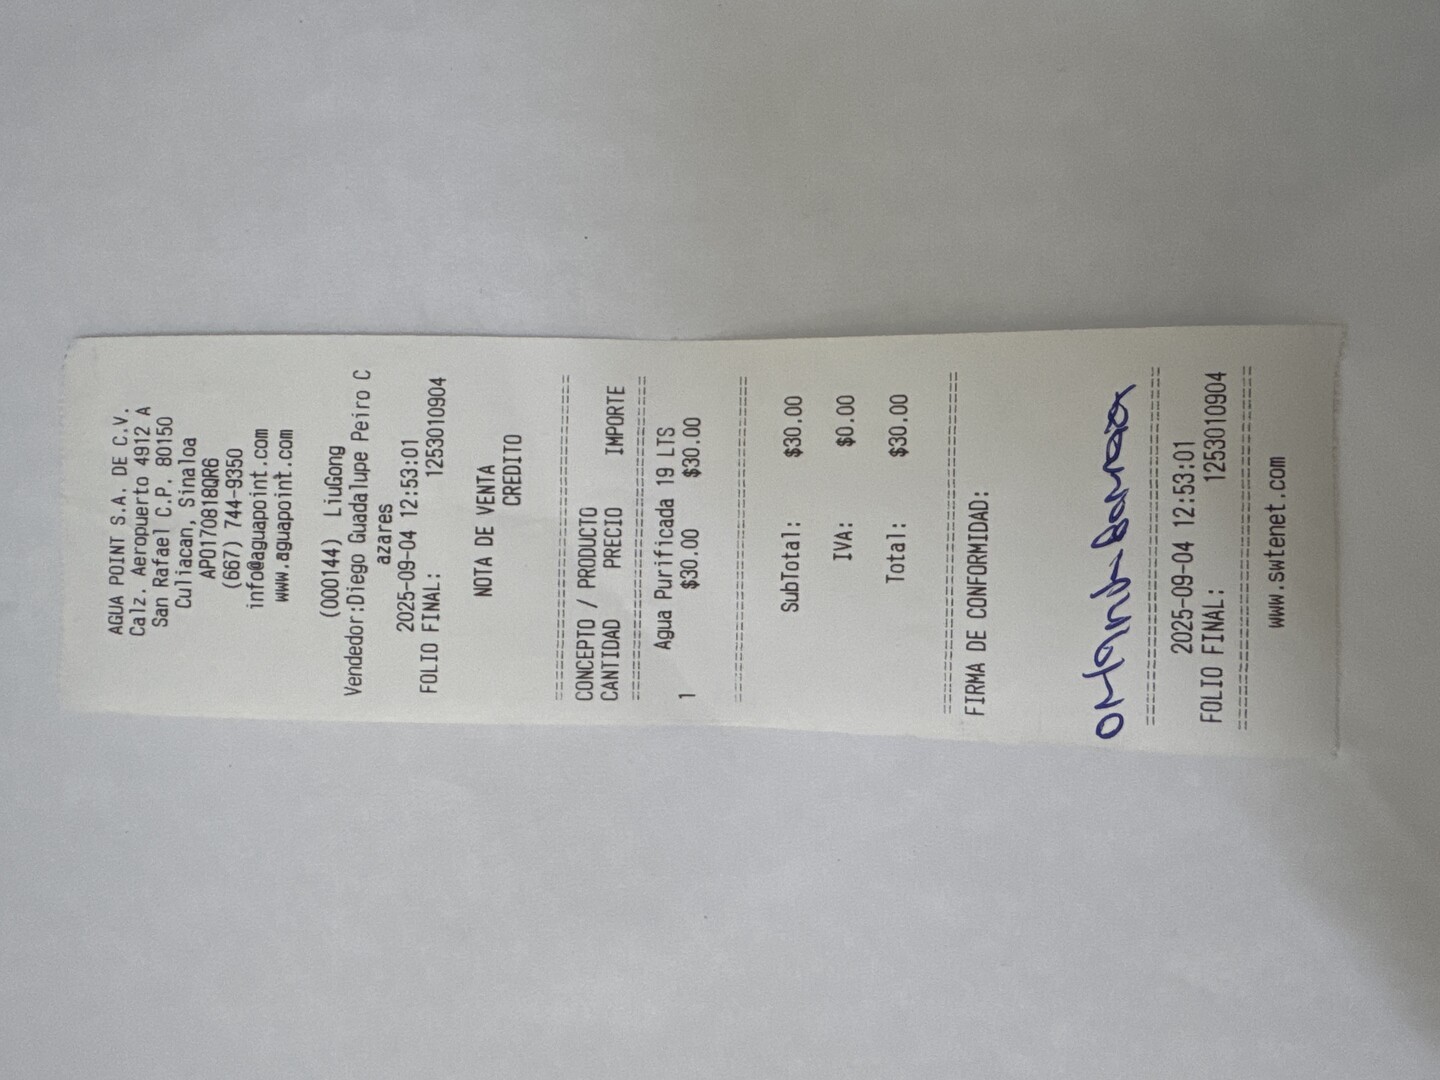 AGUA POINT S.A. DE C.V.
Calz. Aeropuerto 4912 A
San Rafael C.P. 80150
Culiacan, Sinaloa
APO170818QR6
(667) 744-9350
info@aguapoint.com
www.aguapoint.com
(000144) LiuGong
Vendedor:Diego Guadalupe Peiro C
azares
2025-09-04 12:53:01
FOLIO FINAL: 1253010904
NOTA DE VENTA
CREDITO
================================
CONCEPTO / PRODUCTO
CANTIDAD PRECIO IMPORTE
================================
Agua Purificada 19 LTS
1 $30.00 $30.00
================================
SubTotal: $30.00
IVA: $0.00
Total: $30.00
================================
FIRMA DE CONFORMIDAD:
================================
2025-09-04 12:53:01
FOLIO FINAL: 1253010904
================================
www.swtenet.com